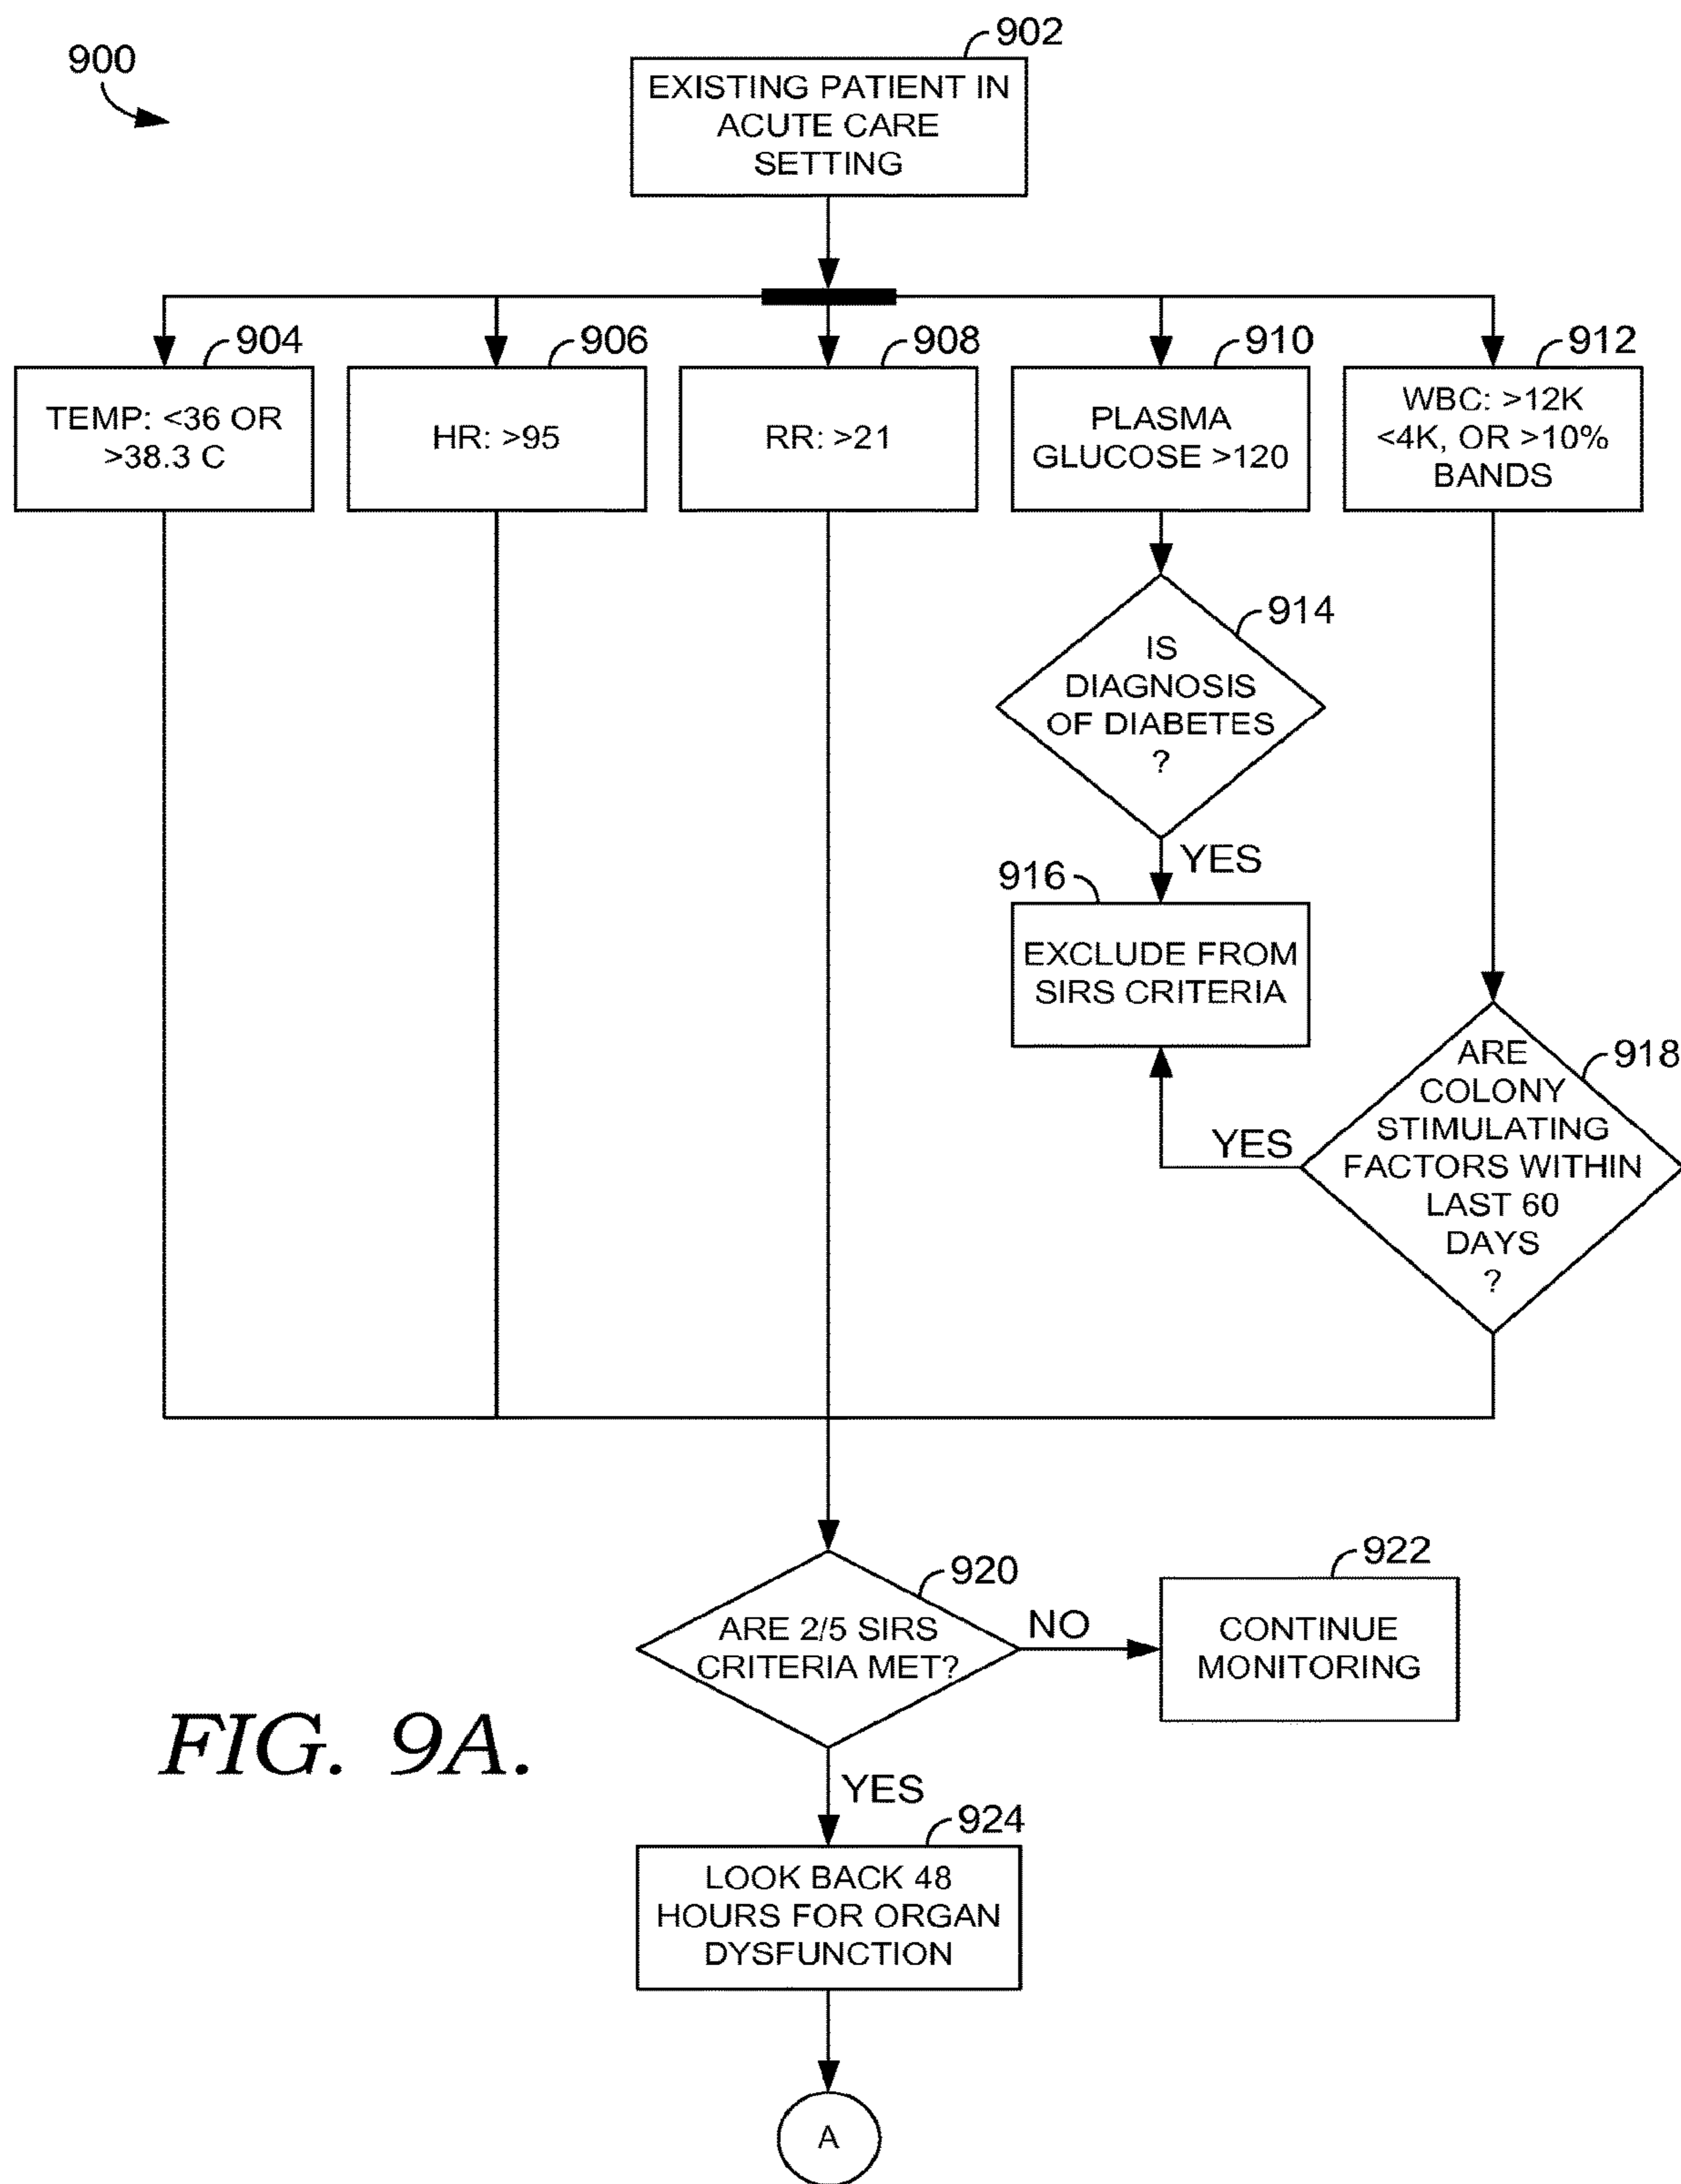 900
902
EXISTING PATIENT IN
ACUTE CARE
SETTING
904
TEMP: <36 OR
>38.3 C
906
HR: >95
908
RR: >21
910
PLASMA
GLUCOSE >120
912
WBC: >12K
<4K, OR >10%
BANDS
914
IS
DIAGNOSIS
OF DIABETES
?
YES
916
EXCLUDE FROM
SIRS CRITERIA
918
ARE
COLONY
STIMULATING
FACTORS WITHIN
LAST 60
DAYS
?
YES
920
ARE 2/5 SIRS
CRITERIA MET?
NO
922
CONTINUE
MONITORING
YES
924
LOOK BACK 48
HOURS FOR ORGAN
DYSFUNCTION
A
FIG. 9A.